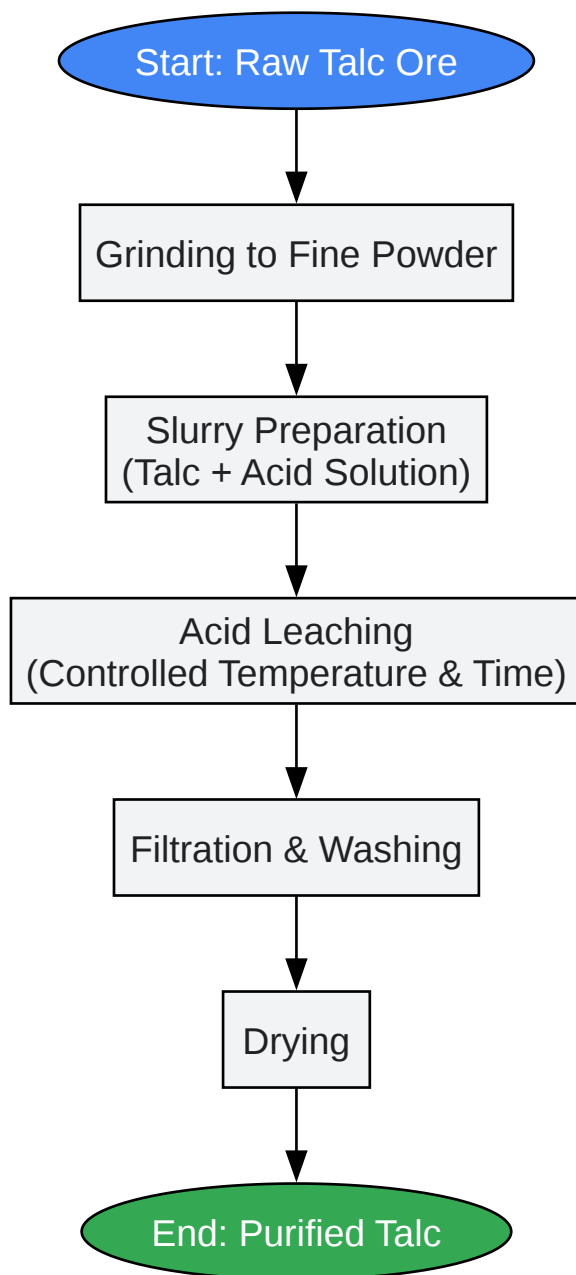 Start: Raw Talc Ore
Grinding to Fine Powder
Slurry Preparation
(Talc + Acid Solution)
Acid Leaching
(Controlled Temperature & Time)
Filtration & Washing
Drying
End: Purified Talc